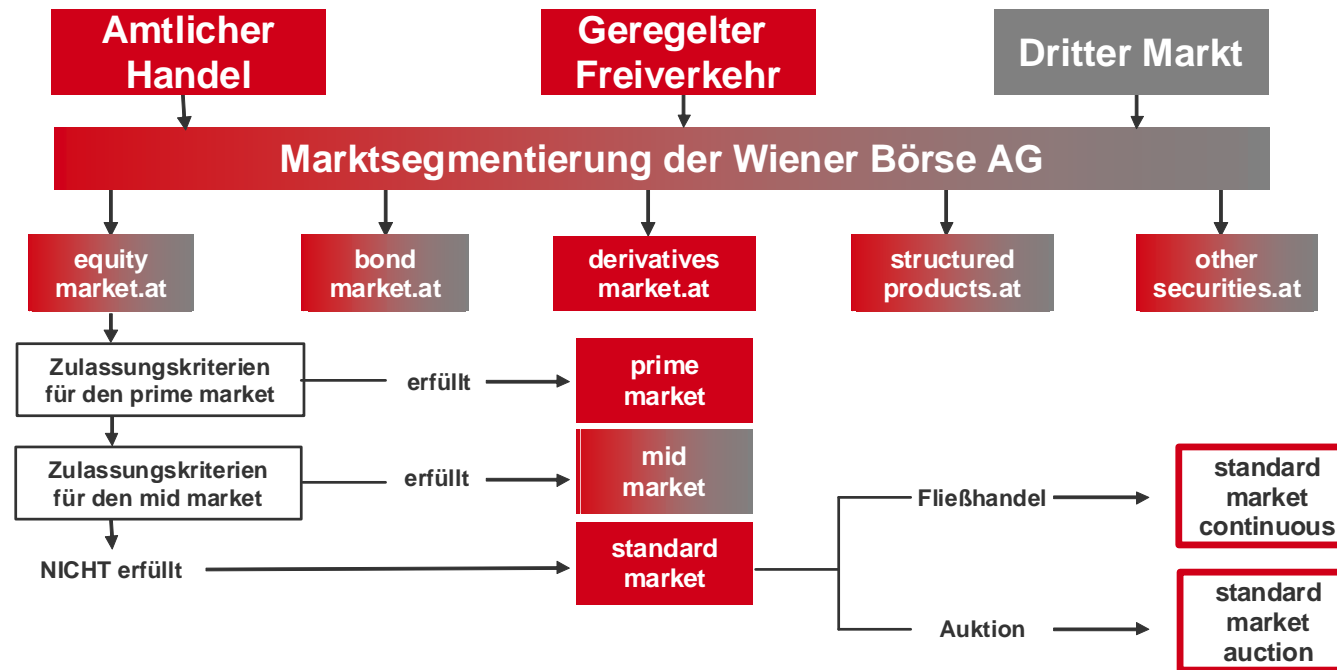 Amtlicher
Handel
Geregelter
Freiverkehr
Dritter Markt
Marktsegmentierung der Wiener Börse AG
equity
market.at
bond
market.at
derivatives
market.at
structured
products.at
other
securities.at
Zulassungskriterien
für den prime market
erfüllt
prime
market
Zulassungskriterien
für den mid market
erfüllt
mid
market
NICHT erfüllt
standard
market
Fließhandel
standard
market
continuous
Auktion
standard
market
auction